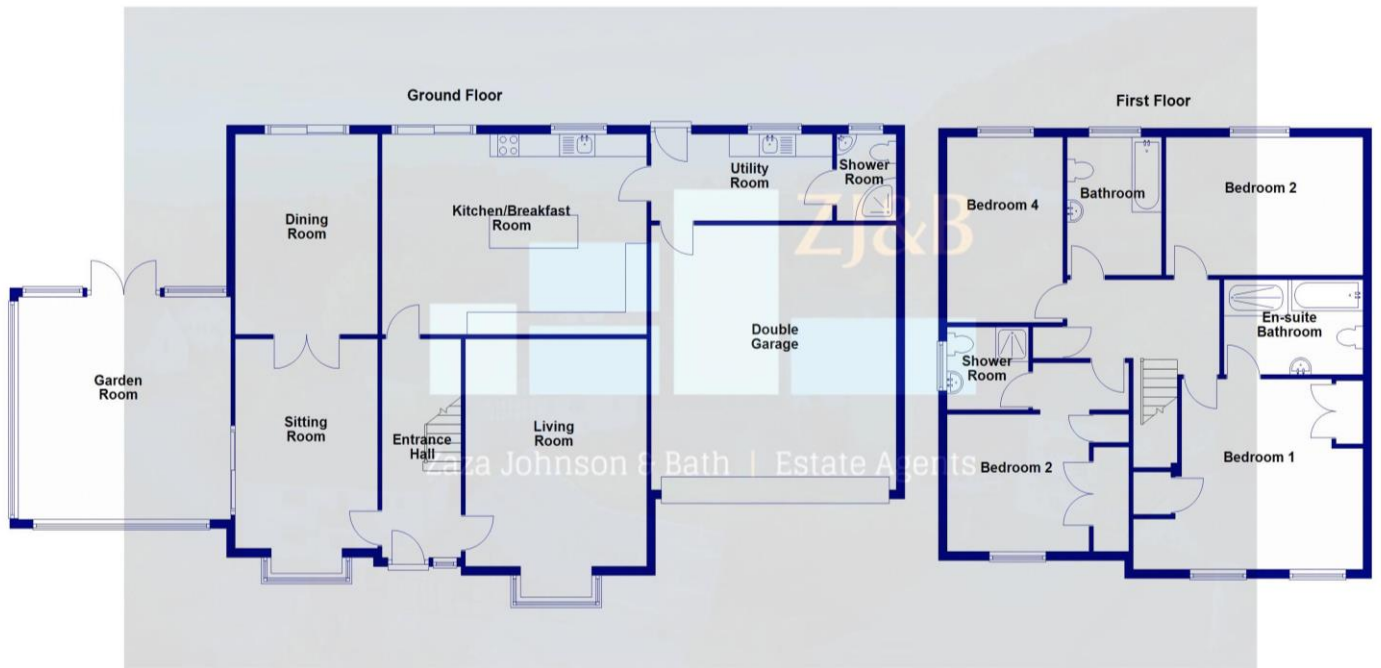 Ground Floor
First Floor
Dining
Room
Kitchen/Breakfast
Room
Utility
Room
Shower
Room
Garden
Room
Sitting
Room
Entrance
Hall
Living
Room
Double
Garage
Bedroom 4
Bathroom
Bedroom 2
En-suite
Bathroom
Shower
Room
Bedroom 2
Bedroom 1
ZJ&B
Zaza Johnson & Bath | Estate Agents